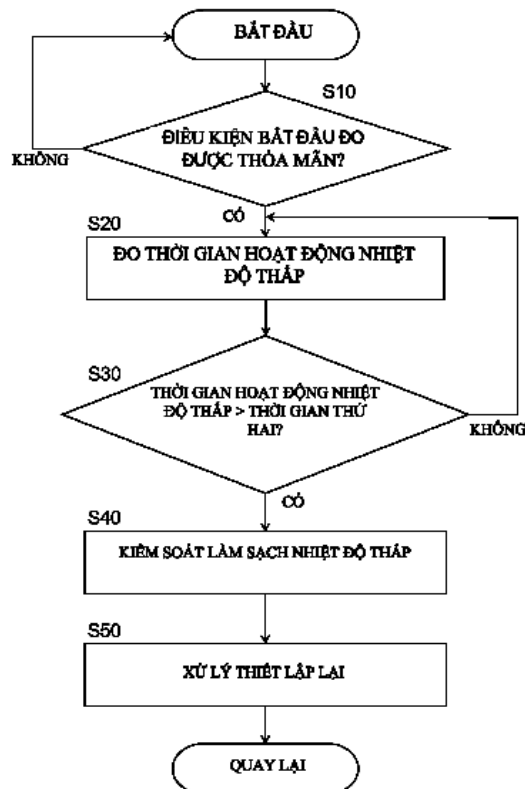 BẮT ĐẦU
S10
ĐIỀU KIỆN BẮT ĐẦU ĐO
ĐƯỢC THỎA MÃN?
KHÔNG
CÓ
S20
ĐO THỜI GIAN HOẠT ĐỘNG NHIỆT
ĐỘ THẤP
S30
THỜI GIAN HOẠT ĐỘNG NHIỆT
ĐỘ THẤP > THỜI GIAN THỨ
HAI?
KHÔNG
CÓ
S40
KIỂM SOÁT LÀM SẠCH NHIỆT ĐỘ THẤP
S50
XỬ LÝ THIẾT LẬP LẠI
QUAY LẠI